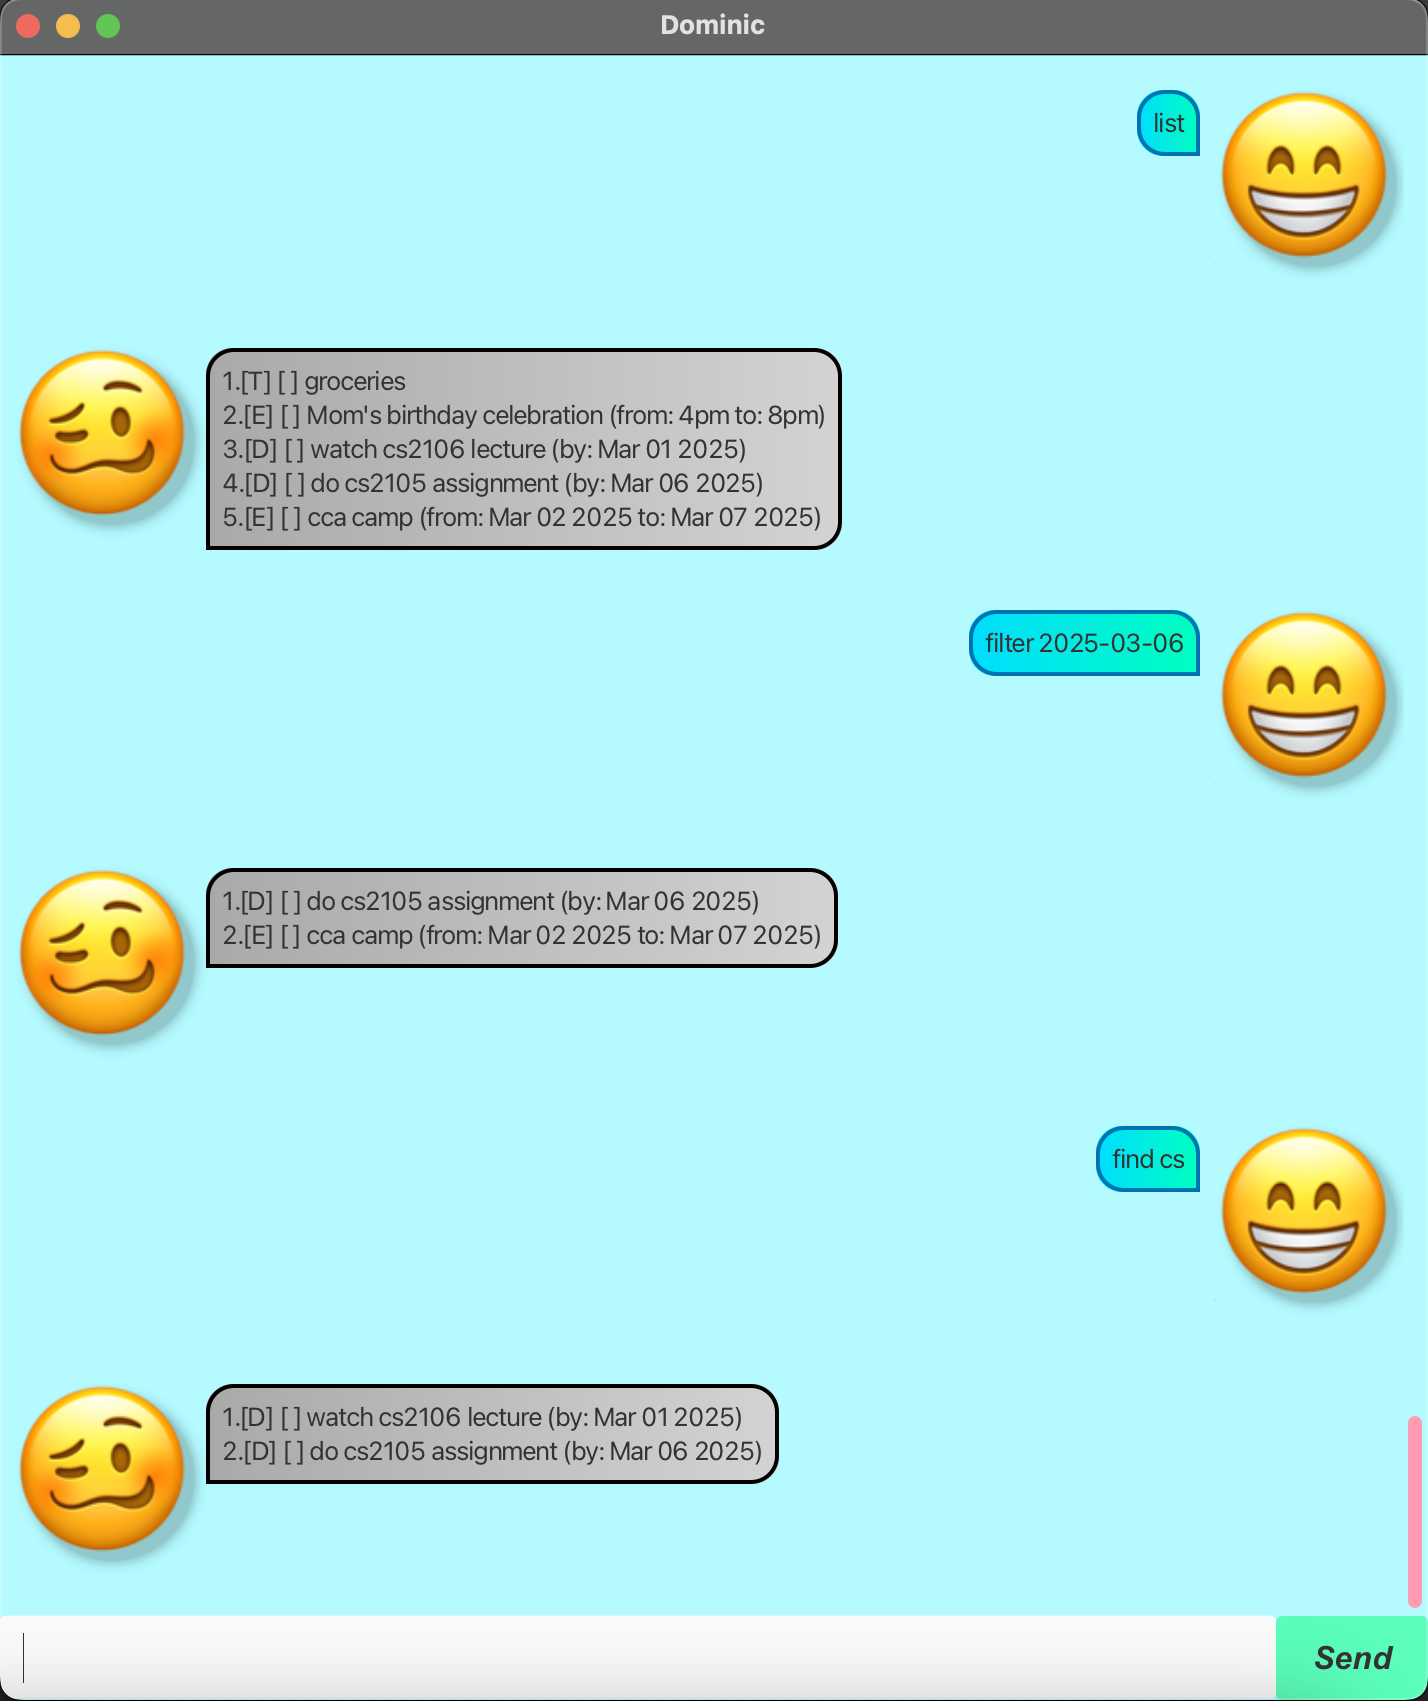 Dominic
list
1.[T] [ ] groceries
2.[E] [ ] Mom's birthday celebration (from: 4pm to: 8pm)
3.[D] [ ] watch cs2106 lecture (by: Mar 01 2025)
4.[D] [ ] do cs2105 assignment (by: Mar 06 2025)
5.[E] [ ] cca camp (from: Mar 02 2025 to: Mar 07 2025)
filter 2025-03-06
1.[D] [ ] do cs2105 assignment (by: Mar 06 2025)
2.[E] [ ] cca camp (from: Mar 02 2025 to: Mar 07 2025)
find cs
1.[D] [ ] watch cs2106 lecture (by: Mar 01 2025)
2.[D] [ ] do cs2105 assignment (by: Mar 06 2025)
Send